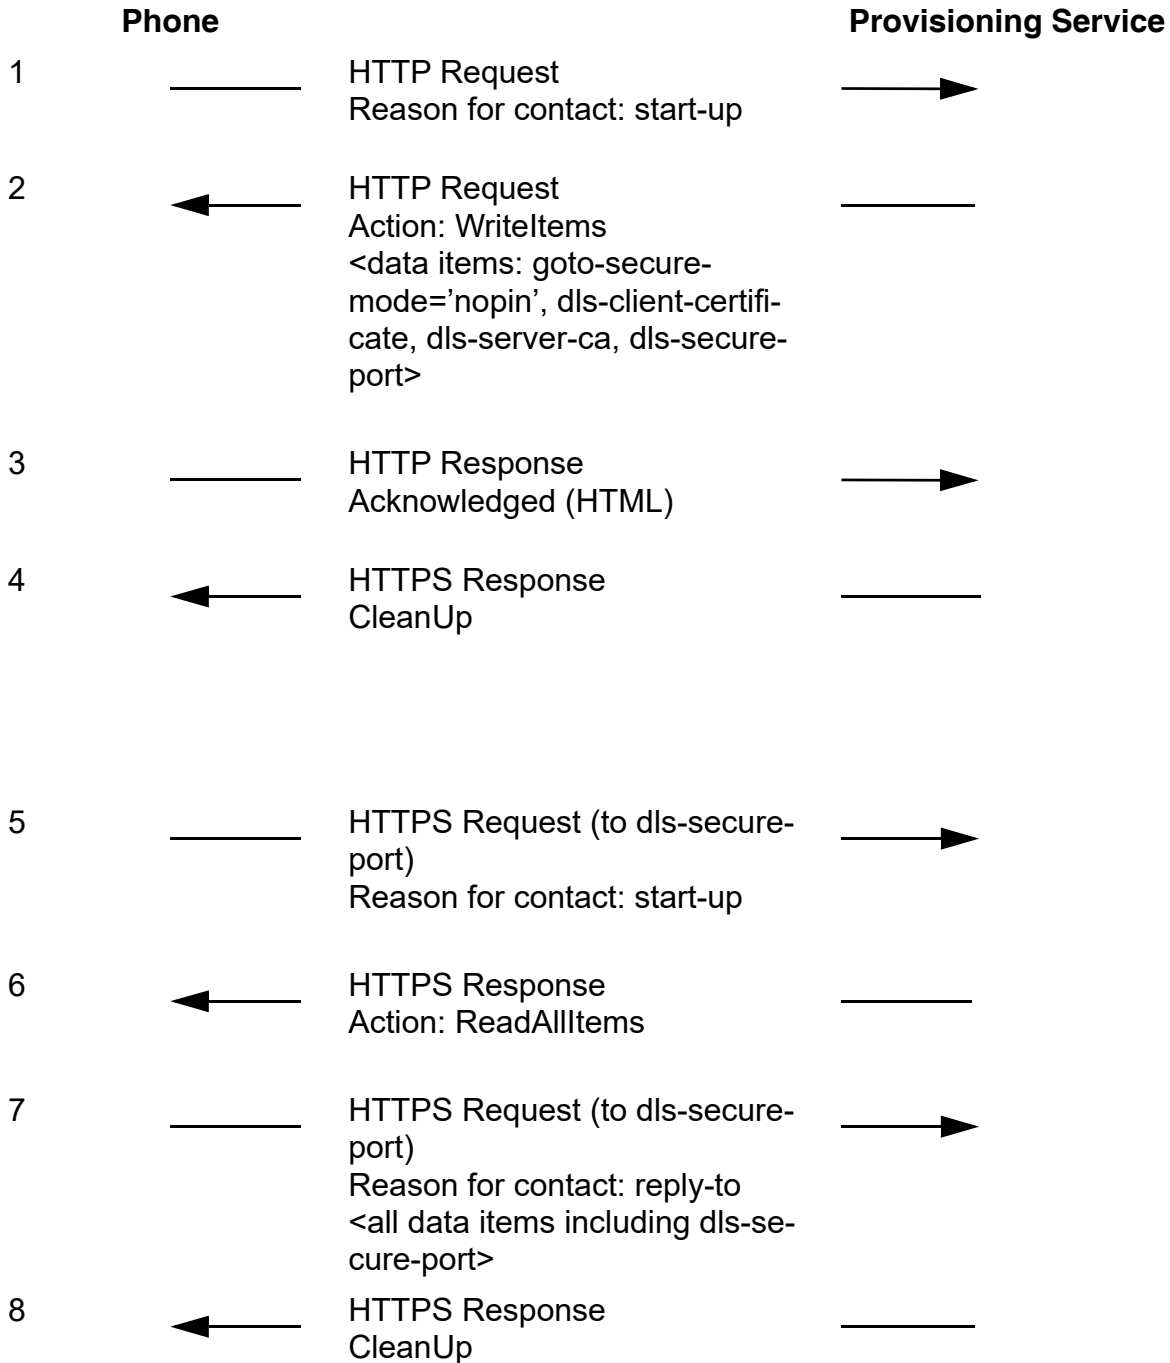 Phone Provisioning Service
1 HTTP Request
Reason for contact: start-up
2 HTTP Request
Action: WriteItems
<data items: goto-secure-
mode=’nopin’, dls-client-certifi-
cate, dls-server-ca, dls-secure-
port>
3 HTTP Response
Acknowledged (HTML)
4 HTTPS Response
CleanUp
5 HTTPS Request (to dls-secure-
port)
Reason for contact: start-up
6 HTTPS Response
Action: ReadAllItems
7 HTTPS Request (to dls-secure-
port)
Reason for contact: reply-to
<all data items including dls-se-
cure-port>
8 HTTPS Response
CleanUp